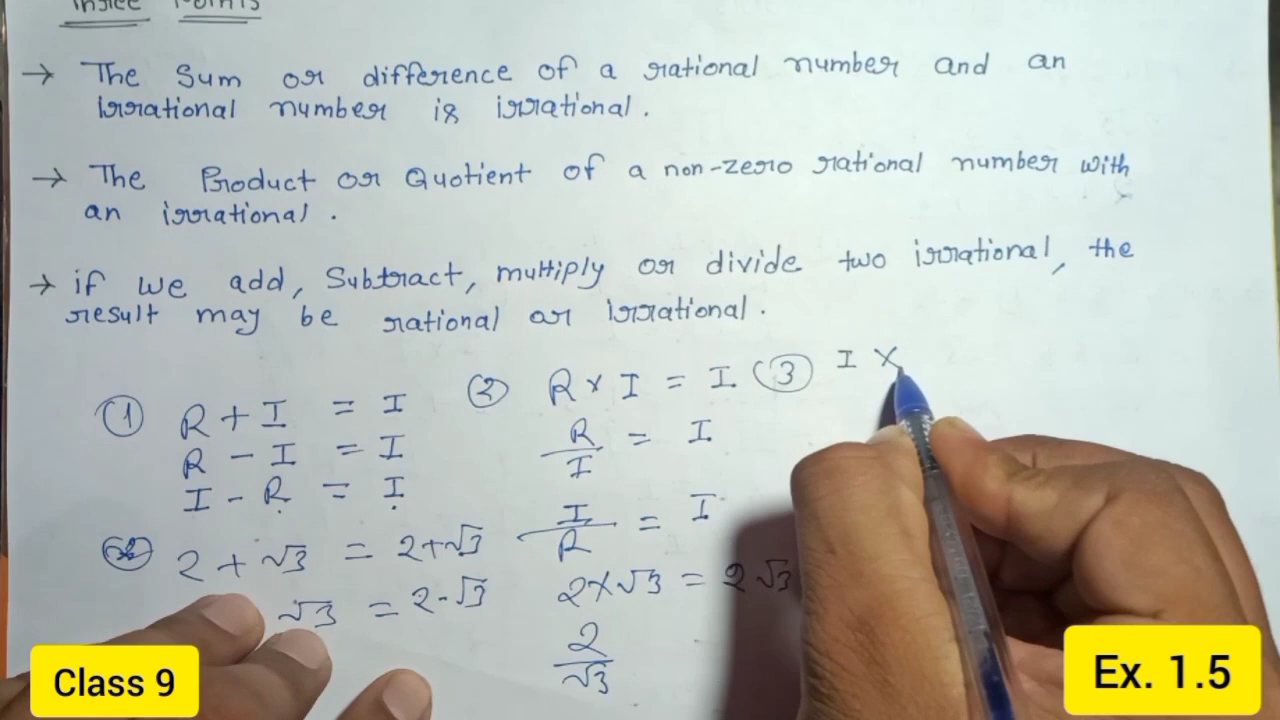 Points
→ The Sum or difference of a rational number and an
irrational number is irrational.
→ The Product or Quotient of a non-zero rational number with
an irrational.
→ if we add, Subtract, multiply or divide two irrational, the
result may be rational or irrational.
① R + I = I
R - I = I
I - R = I
2 + √3 = 2+√3
√3 = 2-√3
② R × I = I
R/I = I
I/R = I
2×√3 = 2√3
2/√3
③ I ×
Class 9
Ex. 1.5